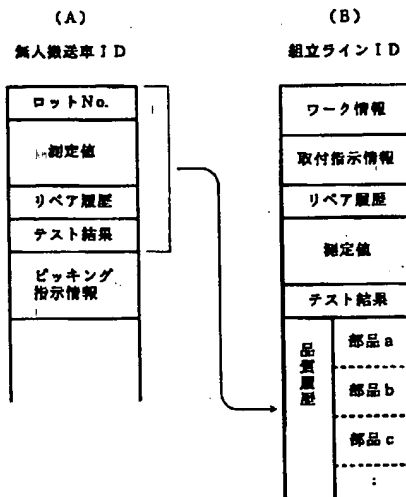 (A)
無人搬送車ID
ロットNo.
測定値
リペア履歴
テスト結果
ピッキング
指示情報
(B)
組立ラインID
ワーク情報
取付指示情報
リペア履歴
測定値
テスト結果
品質履歴
部品a
部品b
部品c
: